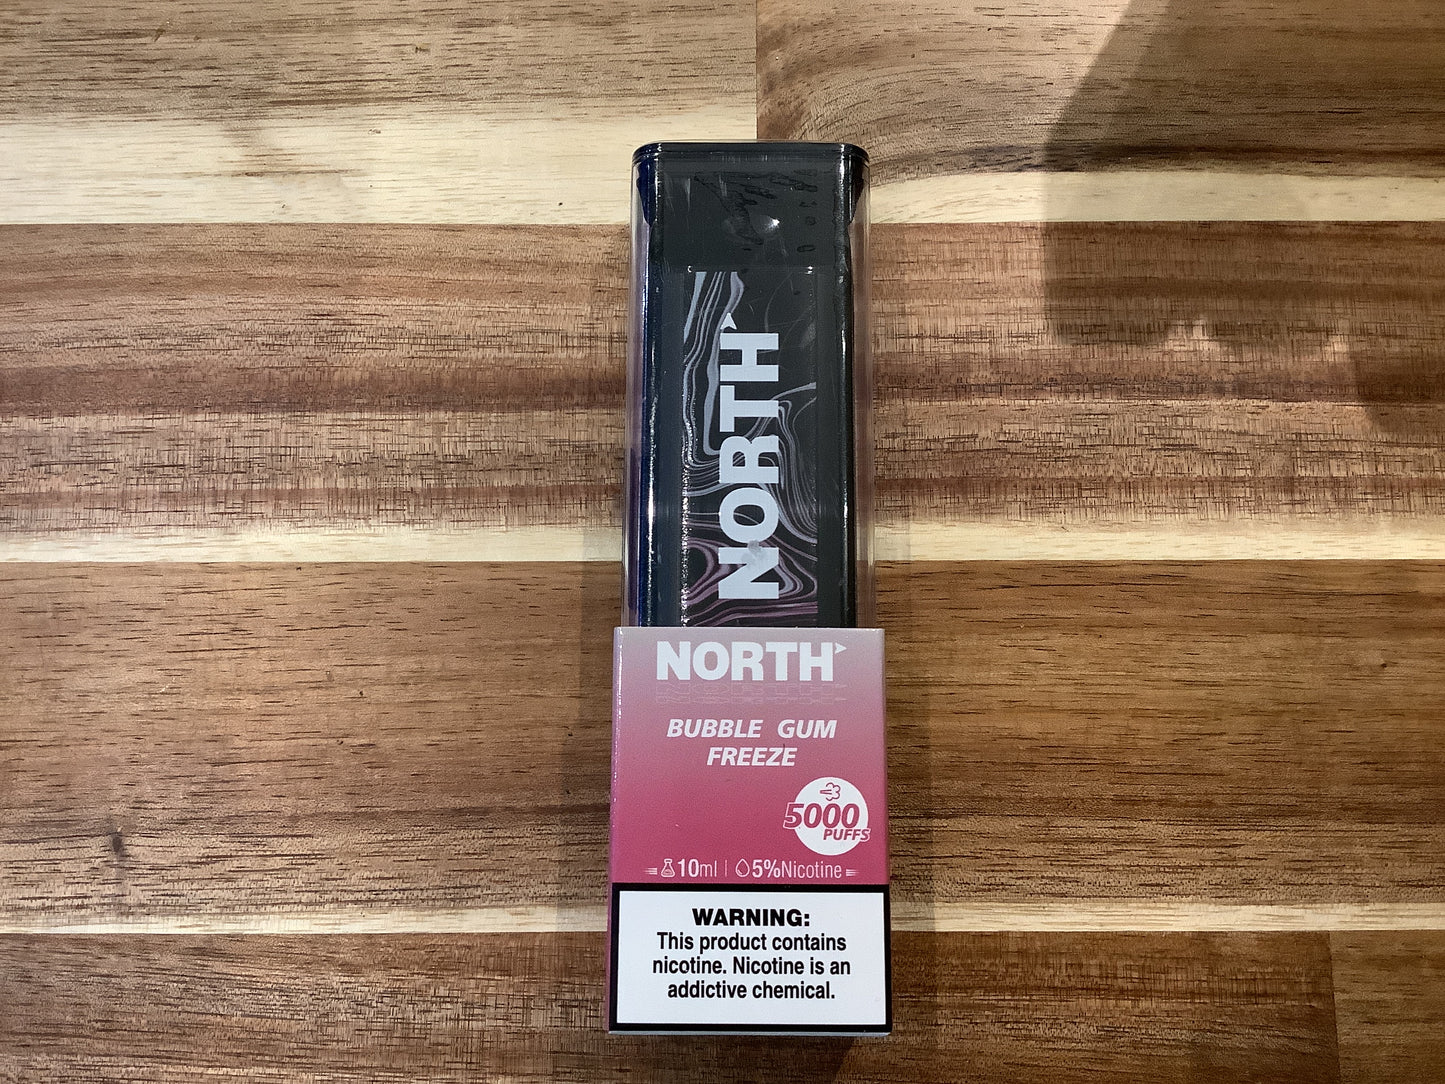 NORTH
NORTH
BUBBLE GUM
FREEZE
5000
PUFFS
10ml | 5%Nicotine
WARNING:
This product contains
nicotine. Nicotine is an
addictive chemical.